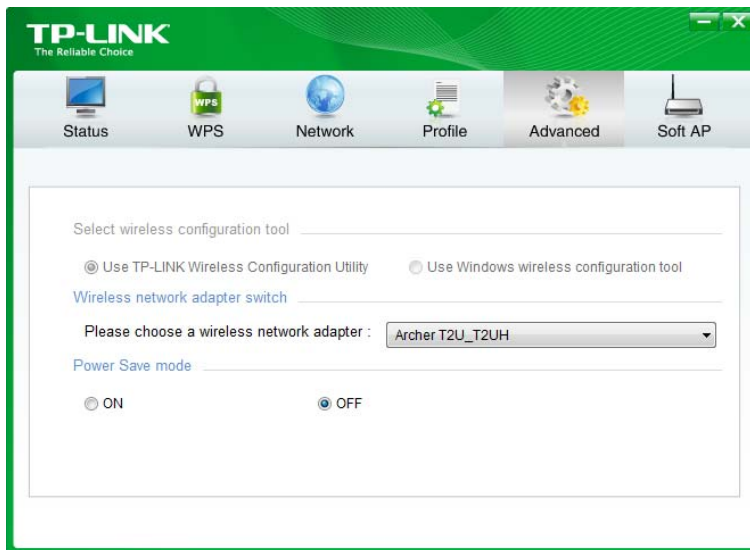 TP-LINK
The Reliable Choice
Status WPS Network Profile Advanced Soft AP
WPS
Select wireless configuration tool
Use TP-LINK Wireless Configuration Utility Use Windows wireless configuration tool
Wireless network adapter switch
Please choose a wireless network adapter : Archer T2U_T2UH
Power Save mode
ON OFF